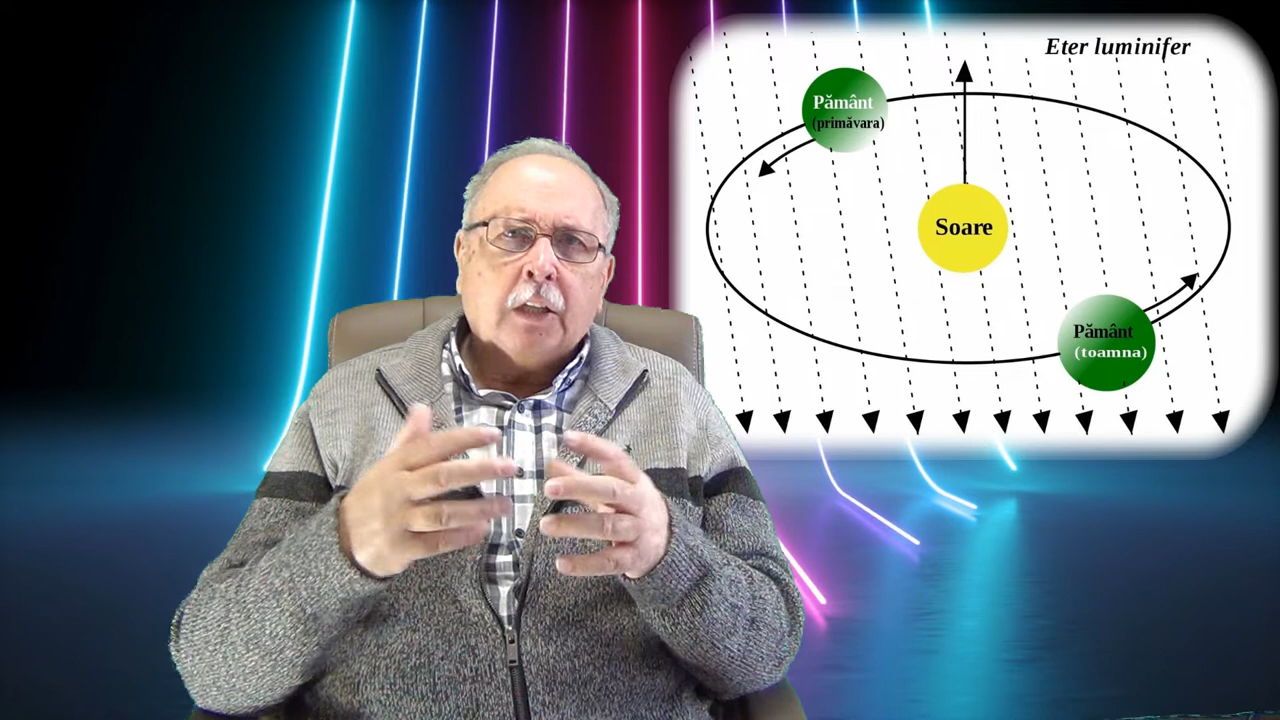 Eter luminifer
Pământ
(primăvara)
Soare
Pământ
(toamna)